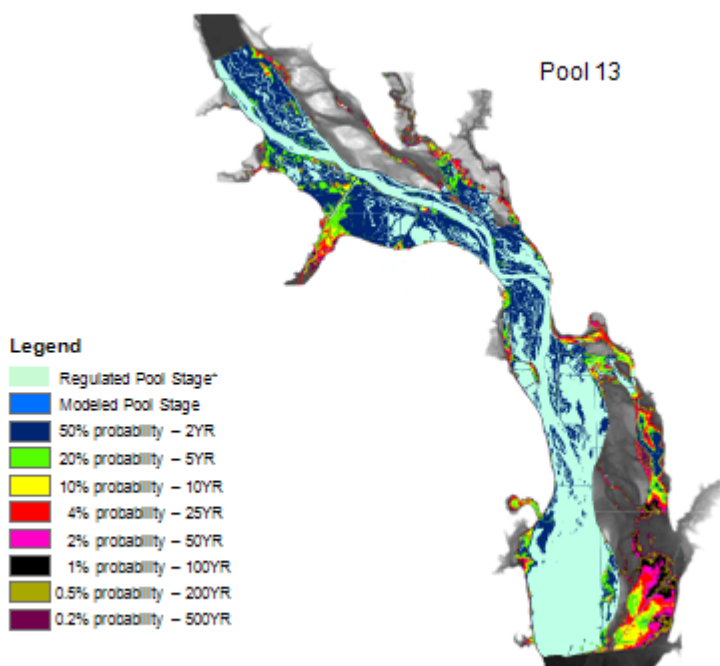 Pool 13
Legend
Regulated Pool Stage*
Modeled Pool Stage
50% probability – 2YR
20% probability – 5YR
10% probability – 10YR
4% probability – 25YR
2% probability – 50YR
1% probability – 100YR
0.5% probability – 200YR
0.2% probability – 500YR